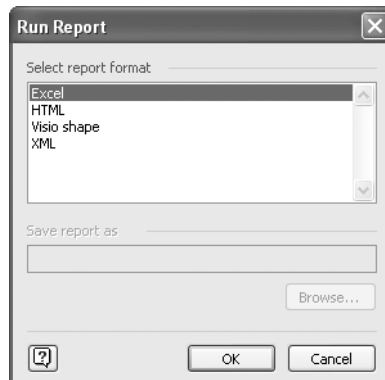 Run Report
Select report format
Excel
HTML
Visio shape
XML
Save report as
Browse...
OK
Cancel